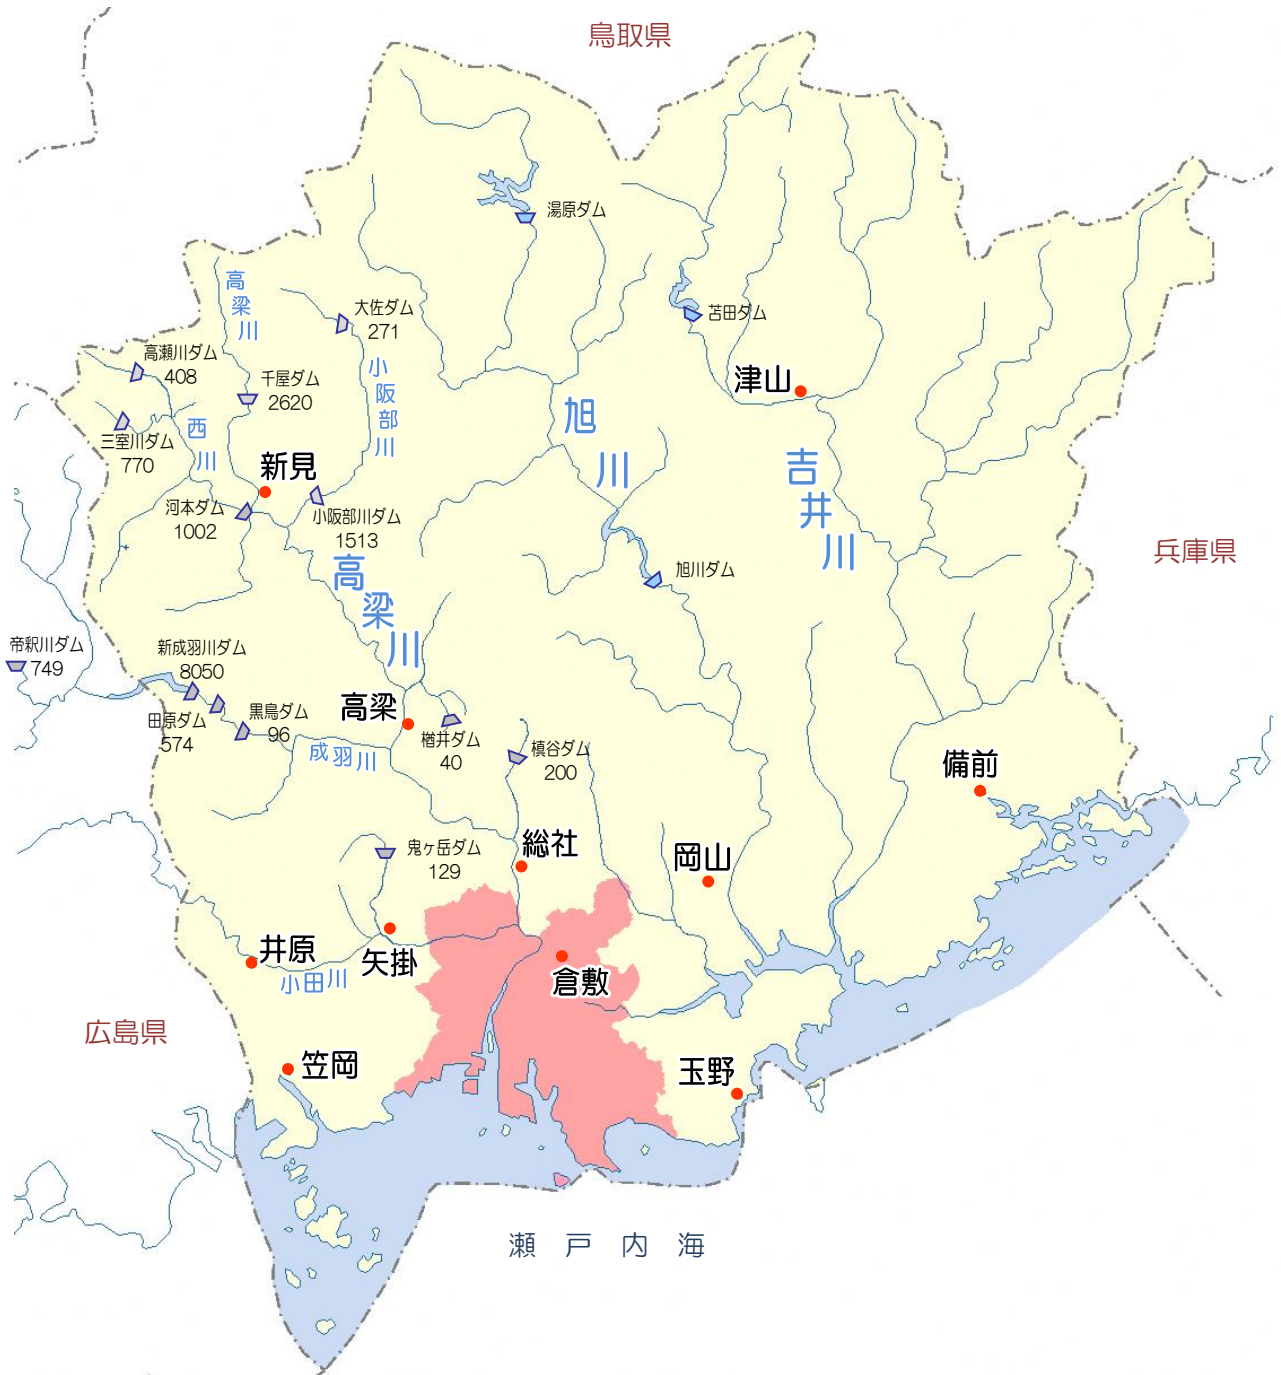 鳥取県
湯原ダム
高梁川
大佐ダム
271
苫田ダム
高瀬川ダム
408
小阪部川
千屋ダム
2620
津山
旭川
西川
三室川ダム
770
新見
吉井川
河本ダム
1002
小阪部川ダム
1513
兵庫県
高梁川
旭川ダム
帝釈川ダム
749
新成羽川ダム
8050
田原ダム
574
黒鳥ダム
96
高梁
成羽川
楢井ダム
40
槙谷ダム
200
備前
鬼ヶ岳ダム
129
総社
岡山
井原
矢掛
小田川
倉敷
広島県
笠岡
玉野
瀬戸内海